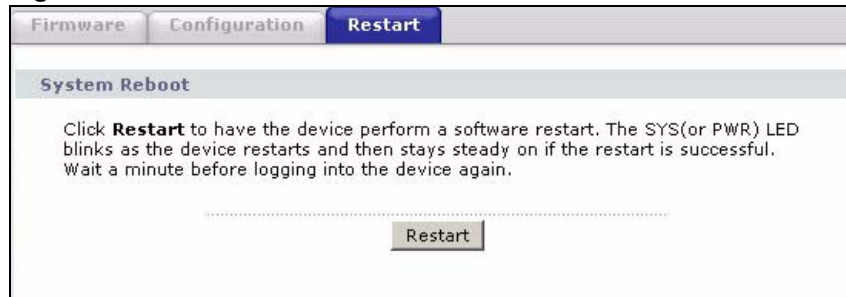 Firmware Configuration Restart
System Reboot
Click Restart to have the device perform a software restart. The SYS(or PWR) LED
blinks as the device restarts and then stays steady on if the restart is successful.
Wait a minute before logging into the device again.
Restart